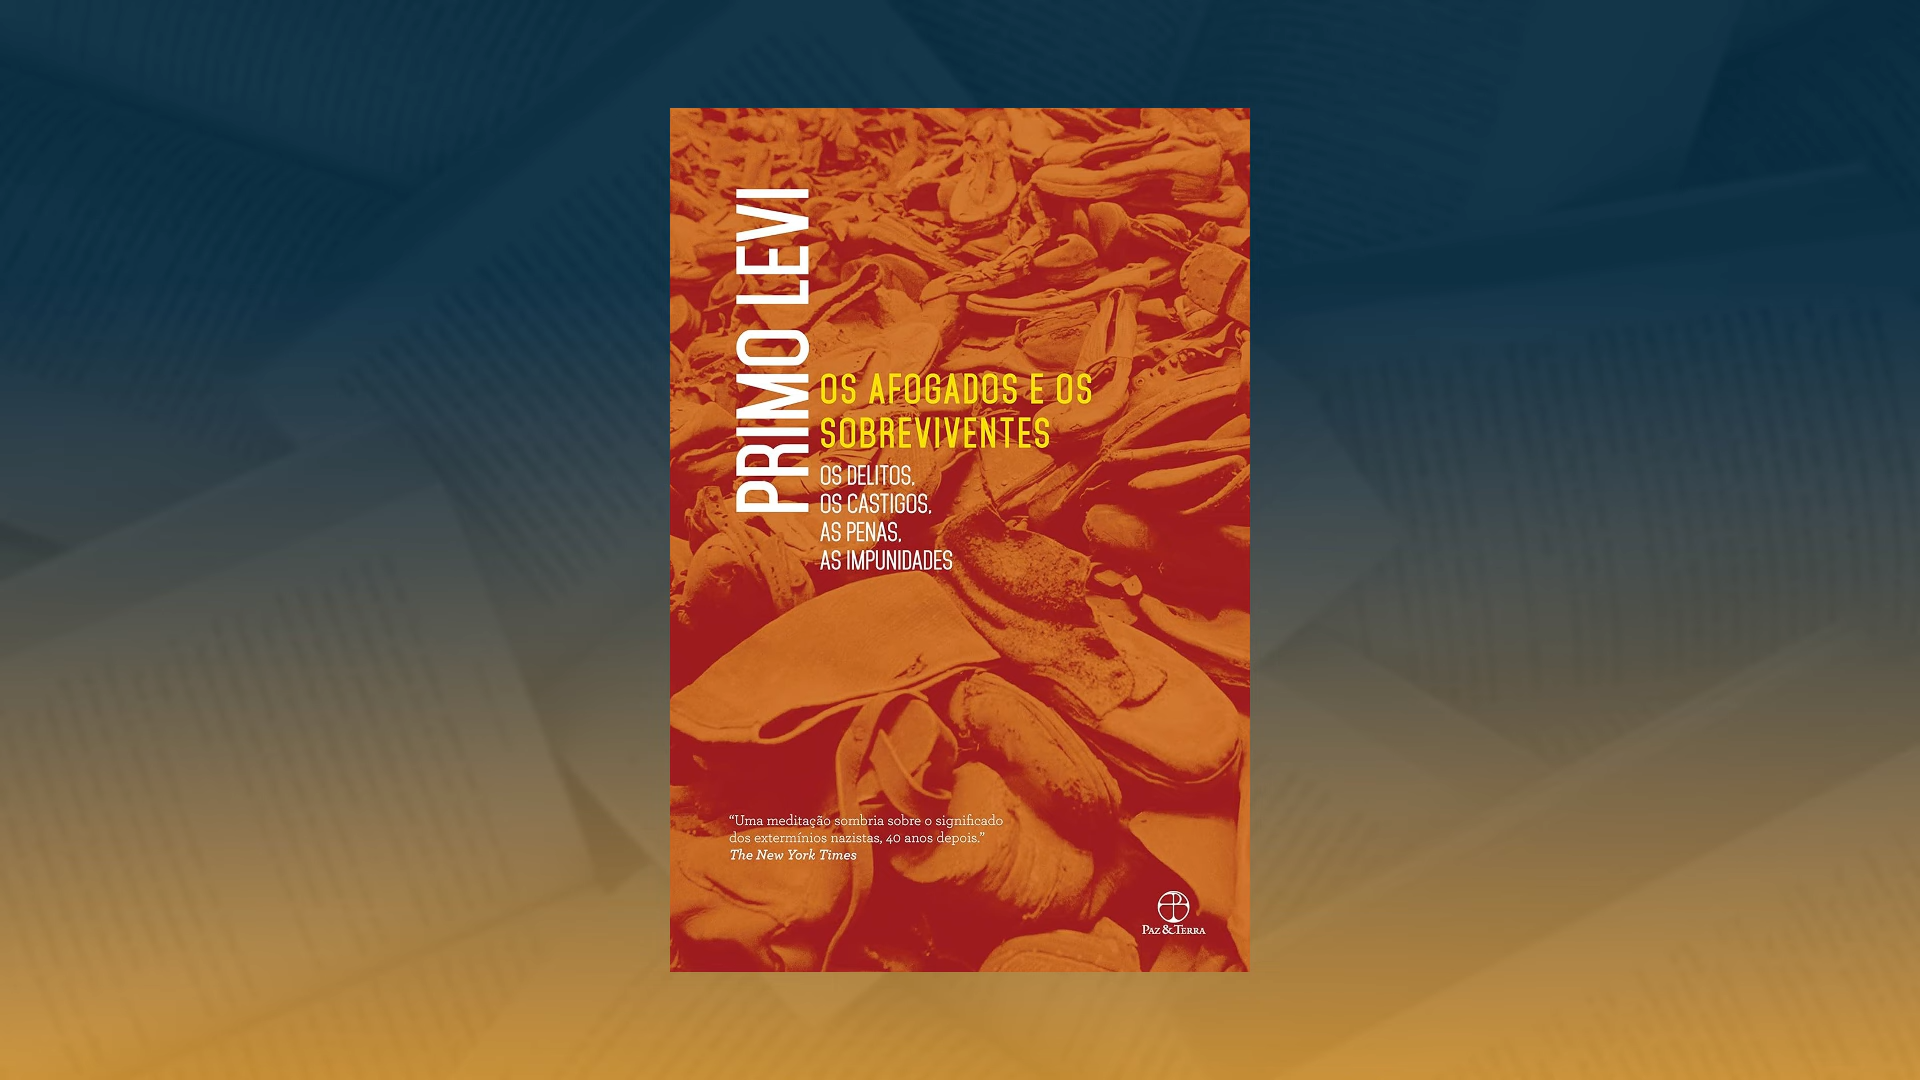 PRIMO LEVI
OS AFOGADOS E OS
SOBREVIVENTES
OS DELITOS,
OS CASTIGOS,
AS PENAS,
AS IMPUNIDADES
“Uma meditação sombria sobre o significado
dos extermínios nazistas, 40 anos depois.”
The New York Times
PAZ & TERRA